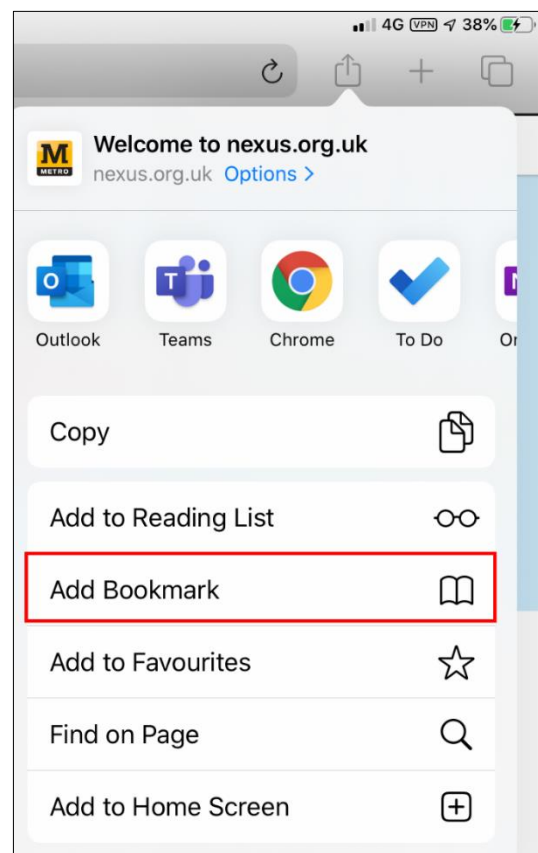 4G VPN 38%
Welcome to nexus.org.uk
M
METRO
nexus.org.uk Options >
Outlook
Teams
Chrome
To Do
Copy
Add to Reading List
Add Bookmark
Add to Favourites
Find on Page
Add to Home Screen